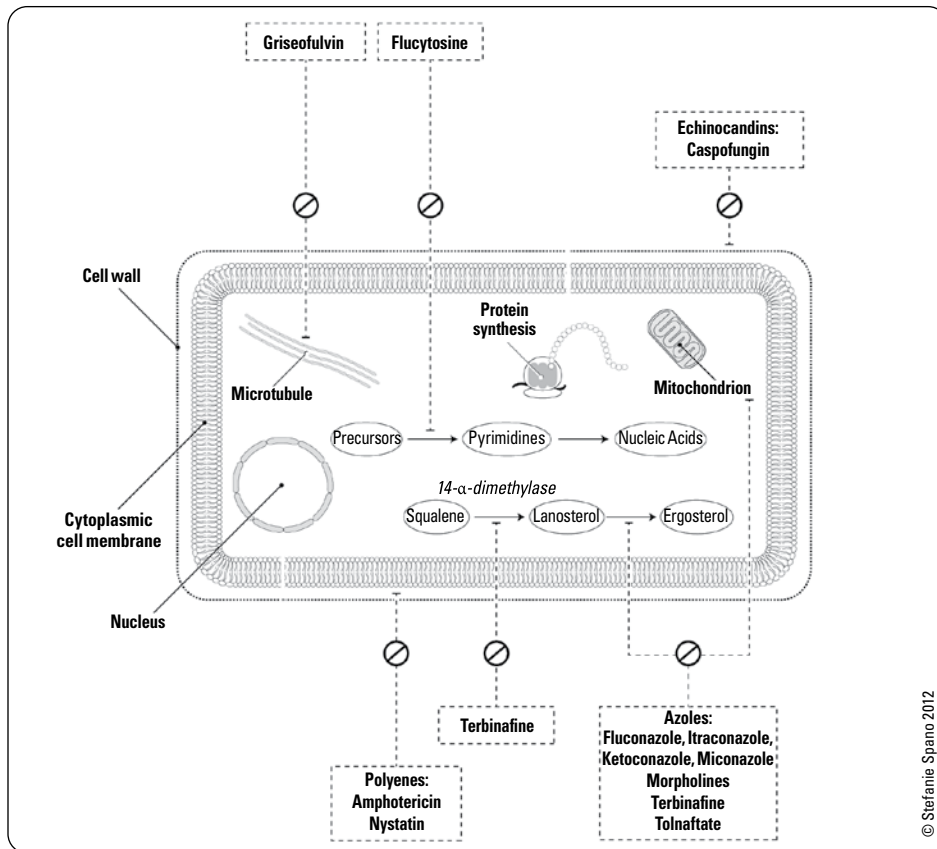 Griseofulvin
Flucytosine
Echinocandins:
Caspofungin
Cell wall
Protein
synthesis
Microtubule
Mitochondrion
Precursors
Pyrimidines
Nucleic Acids
14-α-dimethylase
Squalene
Lanosterol
Ergosterol
Cytoplasmic
cell membrane
Nucleus
Terbinafine
Polyenes:
Amphotericin
Nystatin
Azoles:
Fluconazole, Itraconazole,
Ketoconazole, Miconazole
Morpholines
Terbinafine
Tolnaftate
© Stefanie Spano 2012